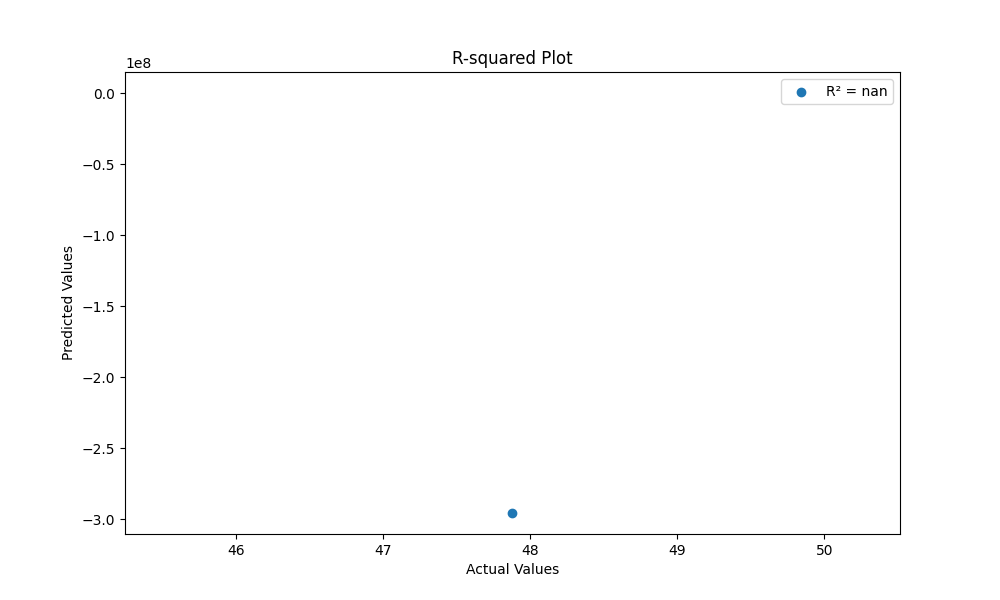 R-squared Plot
1e8
R² = nan
0.0
−0.5
−1.0
−1.5
−2.0
−2.5
−3.0
Predicted Values
46 47 48 49 50
Actual Values